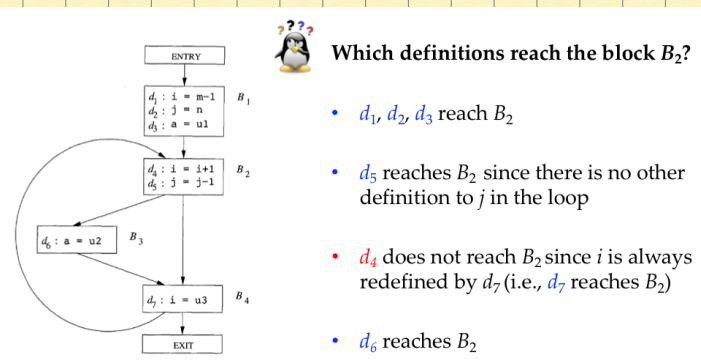 ????
Which definitions reach the block B₂?
ENTRY
d₁ : i = m-1
d₂ : j = n
d₃ : a = u1
B₁
d₄ : i = i+1
d₅ : j = j-1
B₂
d₆ : a = u2
B₃
d₇ : i = u3
B₄
EXIT
• d₁, d₂, d₃ reach B₂
• d₅ reaches B₂ since there is no other
definition to j in the loop
• d₄ does not reach B₂ since i is always
redefined by d₇ (i.e., d₇ reaches B₂)
• d₆ reaches B₂